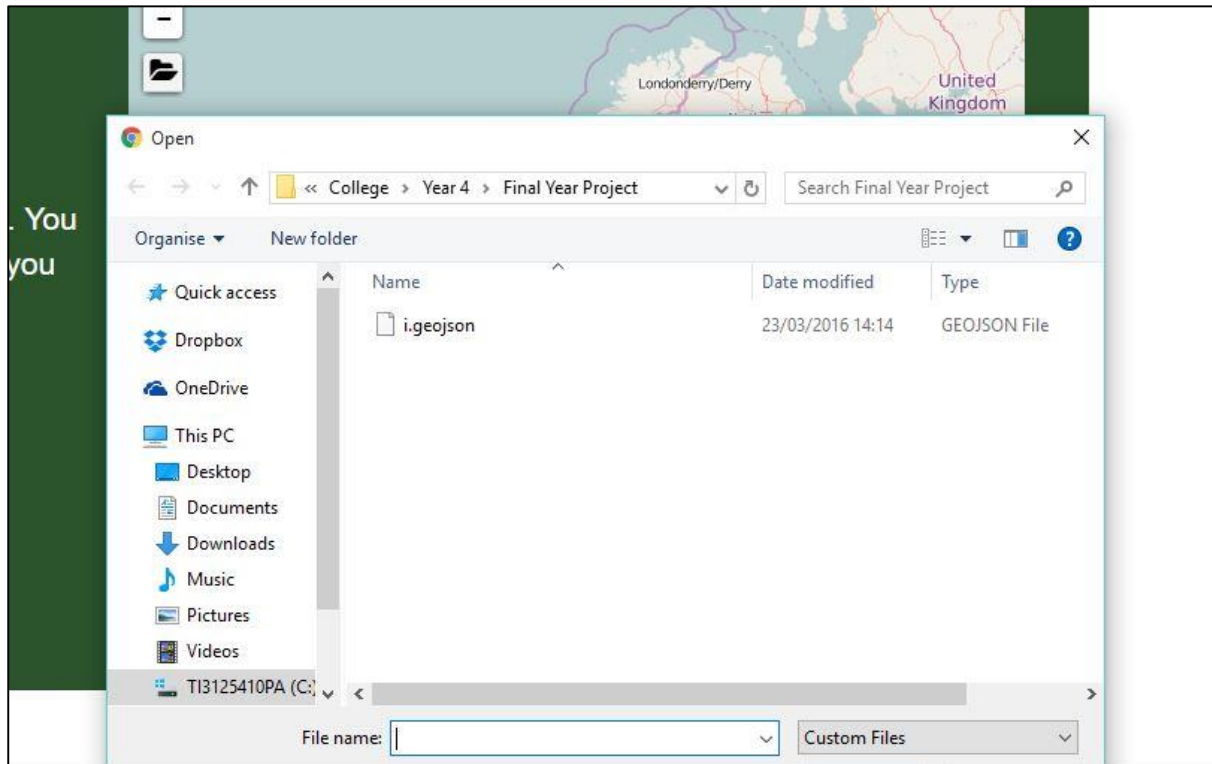 −
Londonderry/Derry
United
Kingdom
. You
you
Open
« College › Year 4 › Final Year Project
Search Final Year Project
Organise
New folder
Name
Date modified
Type
Quick access
i.geojson
23/03/2016 14:14
GEOJSON File
Dropbox
OneDrive
This PC
Desktop
Documents
Downloads
Music
Pictures
Videos
TI3125410PA (C:)
File name:
Custom Files